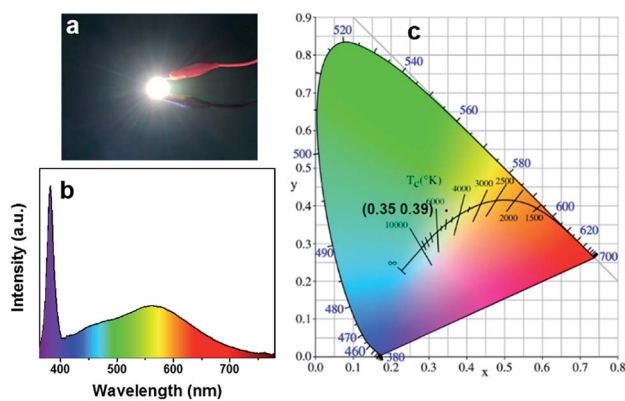 a
b
Intensity (a.u.)
400 500 600 700
Wavelength (nm)
c
0.9
0.8
0.7
0.6
0.5
y
0.4
0.3
0.2
0.1
0.0
0.0 0.1 0.2 0.3 0.4 0.5 0.6 0.7 0.8
x
520
540
560
500
580
600
620
700
490
480
470
460
380
Tc(°K)
4000 3000 2500
6000
(0.35 0.39)
10000
2000 1500
∞